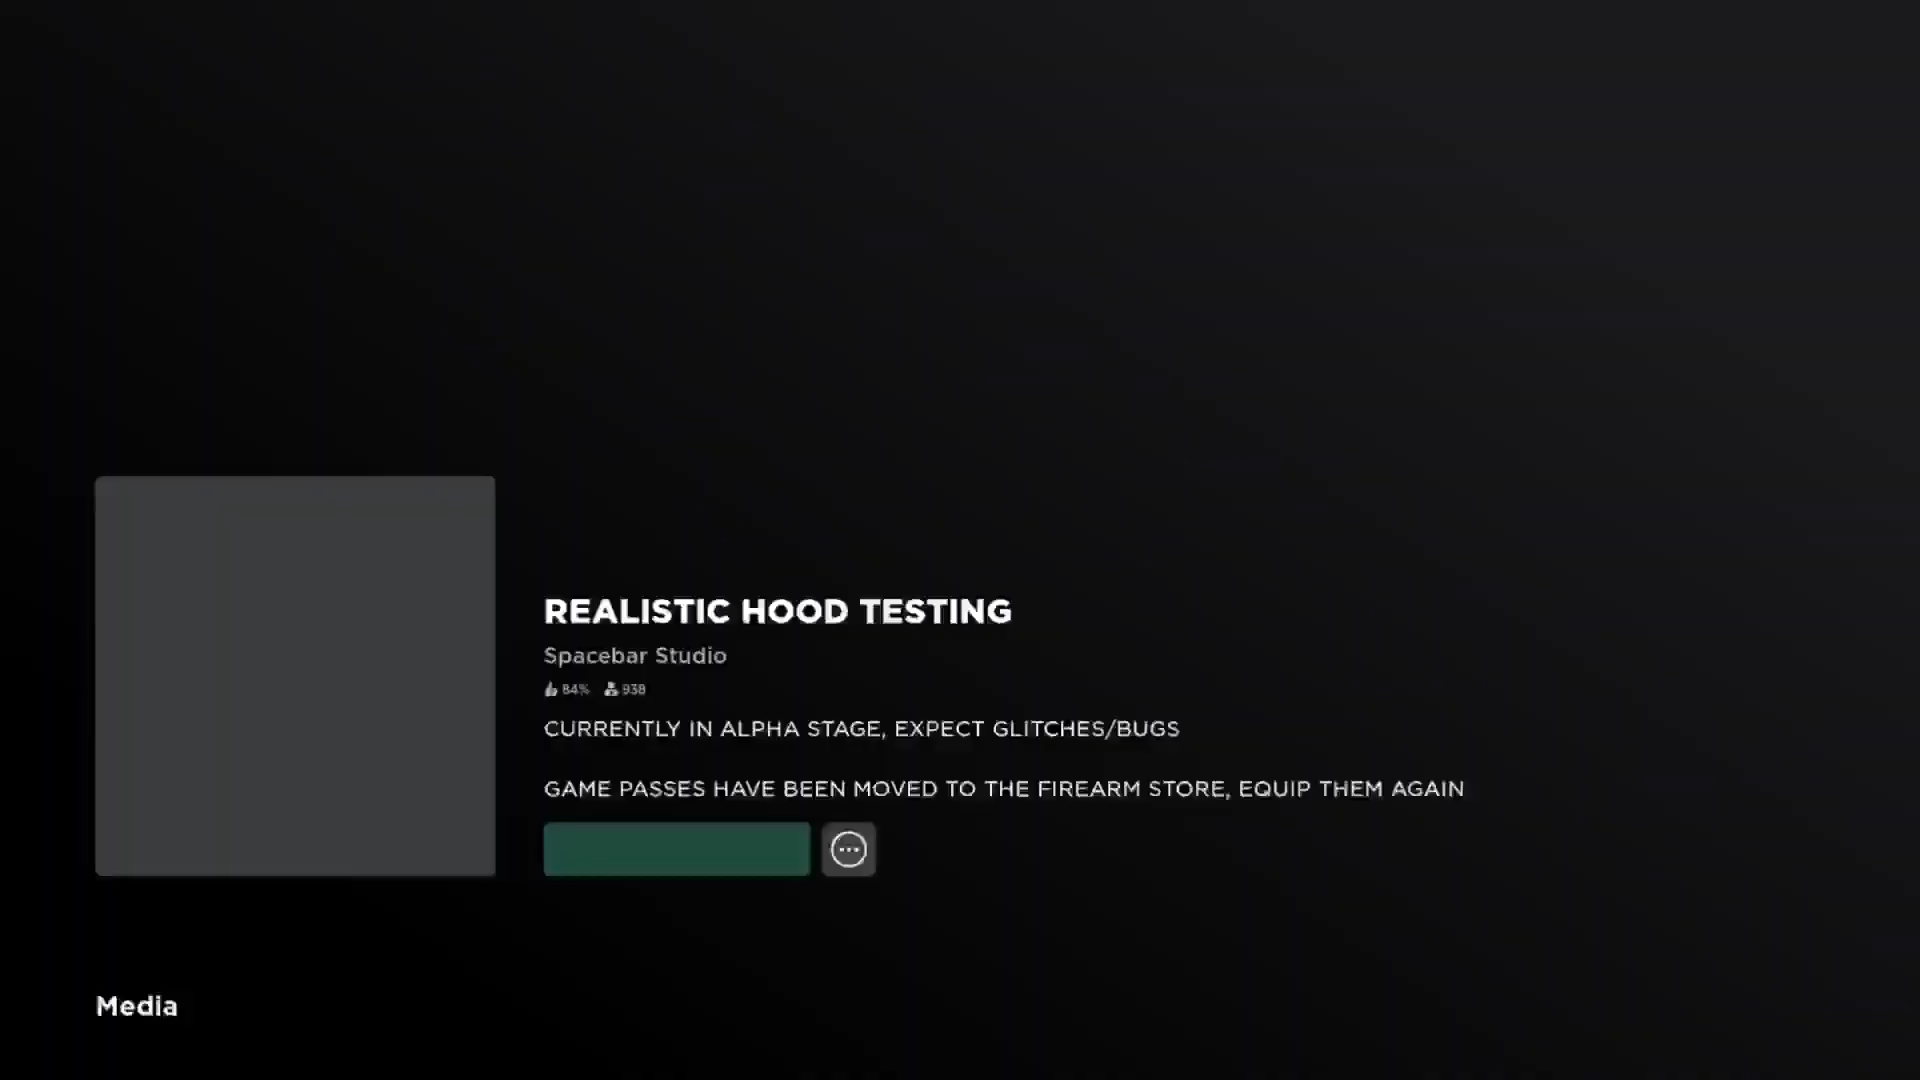 REALISTIC HOOD TESTING
Spacebar Studio
84% 938
CURRENTLY IN ALPHA STAGE, EXPECT GLITCHES/BUGS
GAME PASSES HAVE BEEN MOVED TO THE FIREARM STORE, EQUIP THEM AGAIN
Media